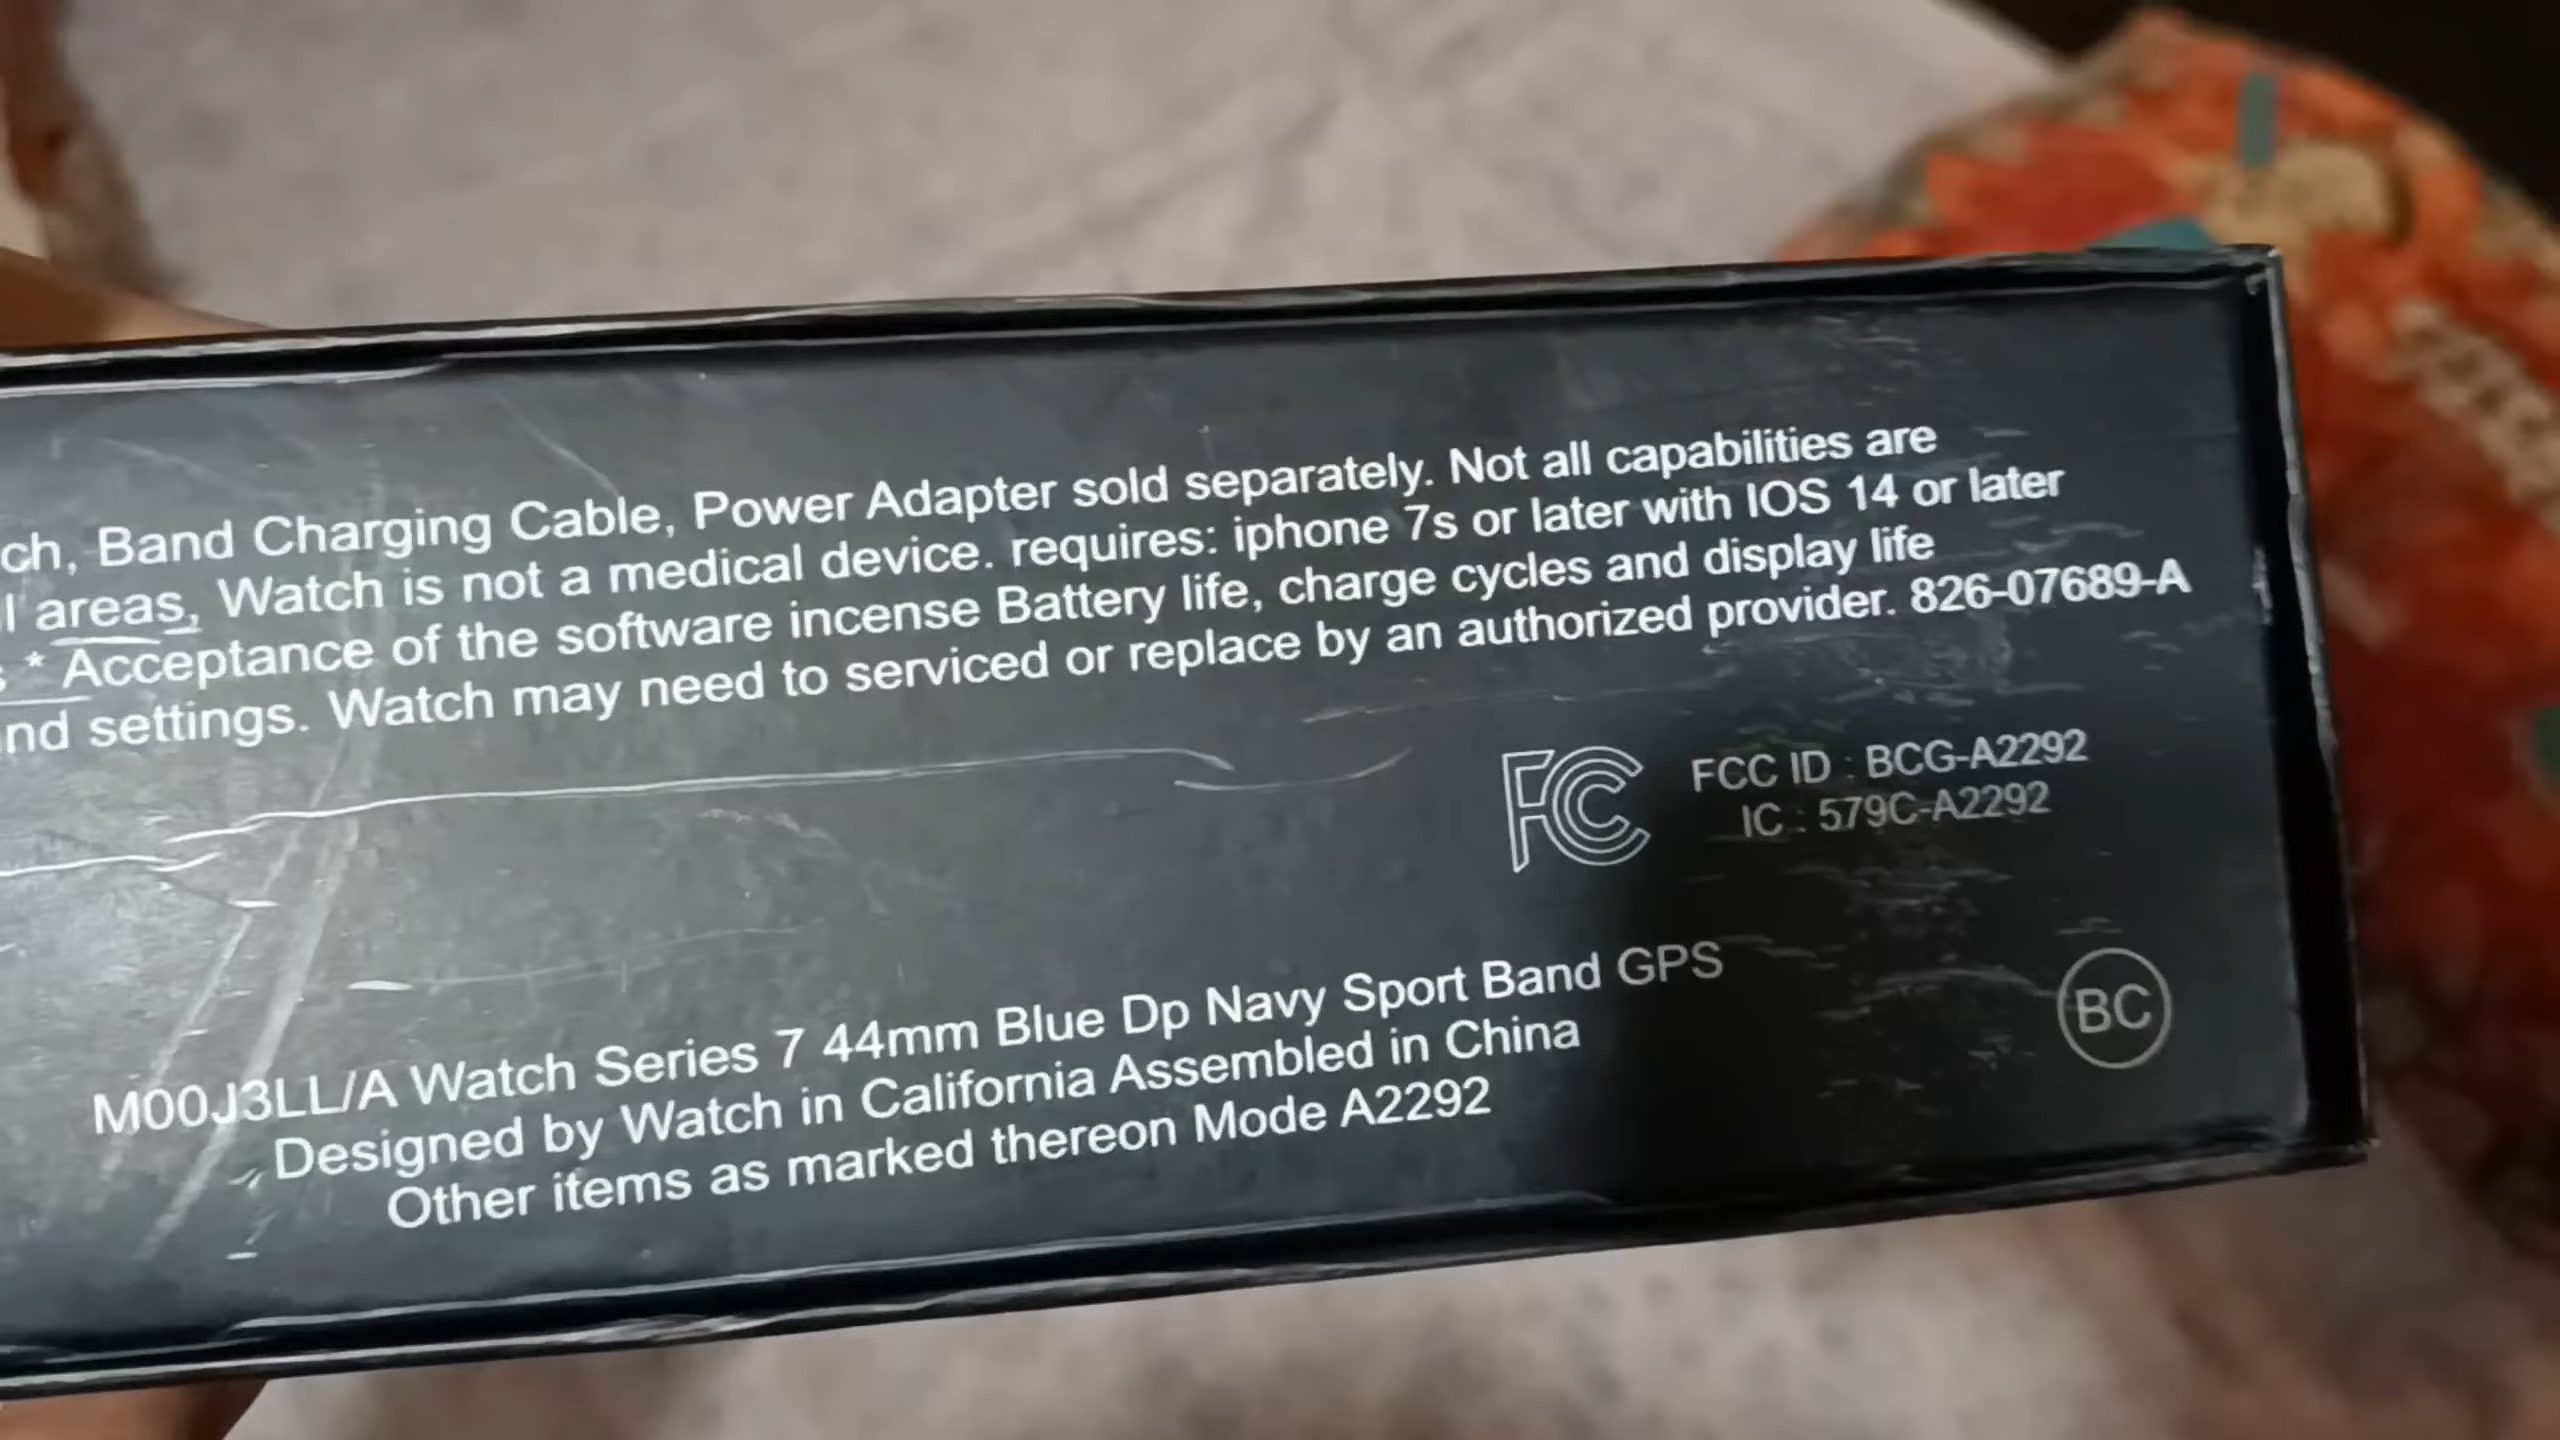 ch, Band Charging Cable, Power Adapter sold separately. Not all capabilities are
l areas, Watch is not a medical device. requires: iphone 7s or later with IOS 14 or later
s * Acceptance of the software incense Battery life, charge cycles and display life
nd settings. Watch may need to serviced or replace by an authorized provider. 826-07689-A
FC FCC ID : BCG-A2292
IC : 579C-A2292
M00J3LL/A Watch Series 7 44mm Blue Dp Navy Sport Band GPS
Designed by Watch in California Assembled in China
Other items as marked thereon Mode A2292
BC